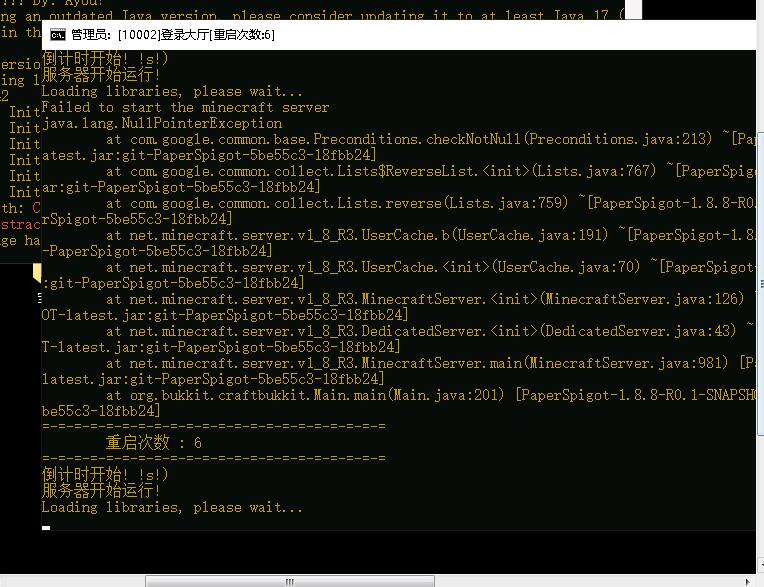 ??? By: Ayou!
ng an outdated Java version, please consider updating it to at least Java 17 (
in th
管理员: [10002]登录大厅[重启次数:6]
ersio
ing l
2
Init
Init
Init
Init
Init
Init
th: C
strac
ge ha
倒计时开始! !s!)
服务器开始运行!
Loading libraries, please wait...
Failed to start the minecraft server
java.lang.NullPointerException
at com.google.common.base.Preconditions.checkNotNull(Preconditions.java:213) ~[Pap
atest.jar:git-PaperSpigot-5be55c3-18fbb24]
at com.google.common.collect.Lists$ReverseList.<init>(Lists.java:767) ~[PaperSpigo
ar:git-PaperSpigot-5be55c3-18fbb24]
at com.google.common.collect.Lists.reverse(Lists.java:759) ~[PaperSpigot-1.8.8-R0.
rSpigot-5be55c3-18fbb24]
at net.minecraft.server.v1_8_R3.UserCache.b(UserCache.java:191) ~[PaperSpigot-1.8.
-PaperSpigot-5be55c3-18fbb24]
at net.minecraft.server.v1_8_R3.UserCache.<init>(UserCache.java:70) ~[PaperSpigot-
:git-PaperSpigot-5be55c3-18fbb24]
at net.minecraft.server.v1_8_R3.MinecraftServer.<init>(MinecraftServer.java:126)
OT-latest.jar:git-PaperSpigot-5be55c3-18fbb24]
at net.minecraft.server.v1_8_R3.DedicatedServer.<init>(DedicatedServer.java:43) ~
T-latest.jar:git-PaperSpigot-5be55c3-18fbb24]
at net.minecraft.server.v1_8_R3.MinecraftServer.main(MinecraftServer.java:981) [P
latest.jar:git-PaperSpigot-5be55c3-18fbb24]
at org.bukkit.craftbukkit.Main.main(Main.java:201) [PaperSpigot-1.8.8-R0.1-SNAPSHO
be55c3-18fbb24]
=====================================
重启次数 : 6
=====================================
倒计时开始! !s!)
服务器开始运行!
Loading libraries, please wait...